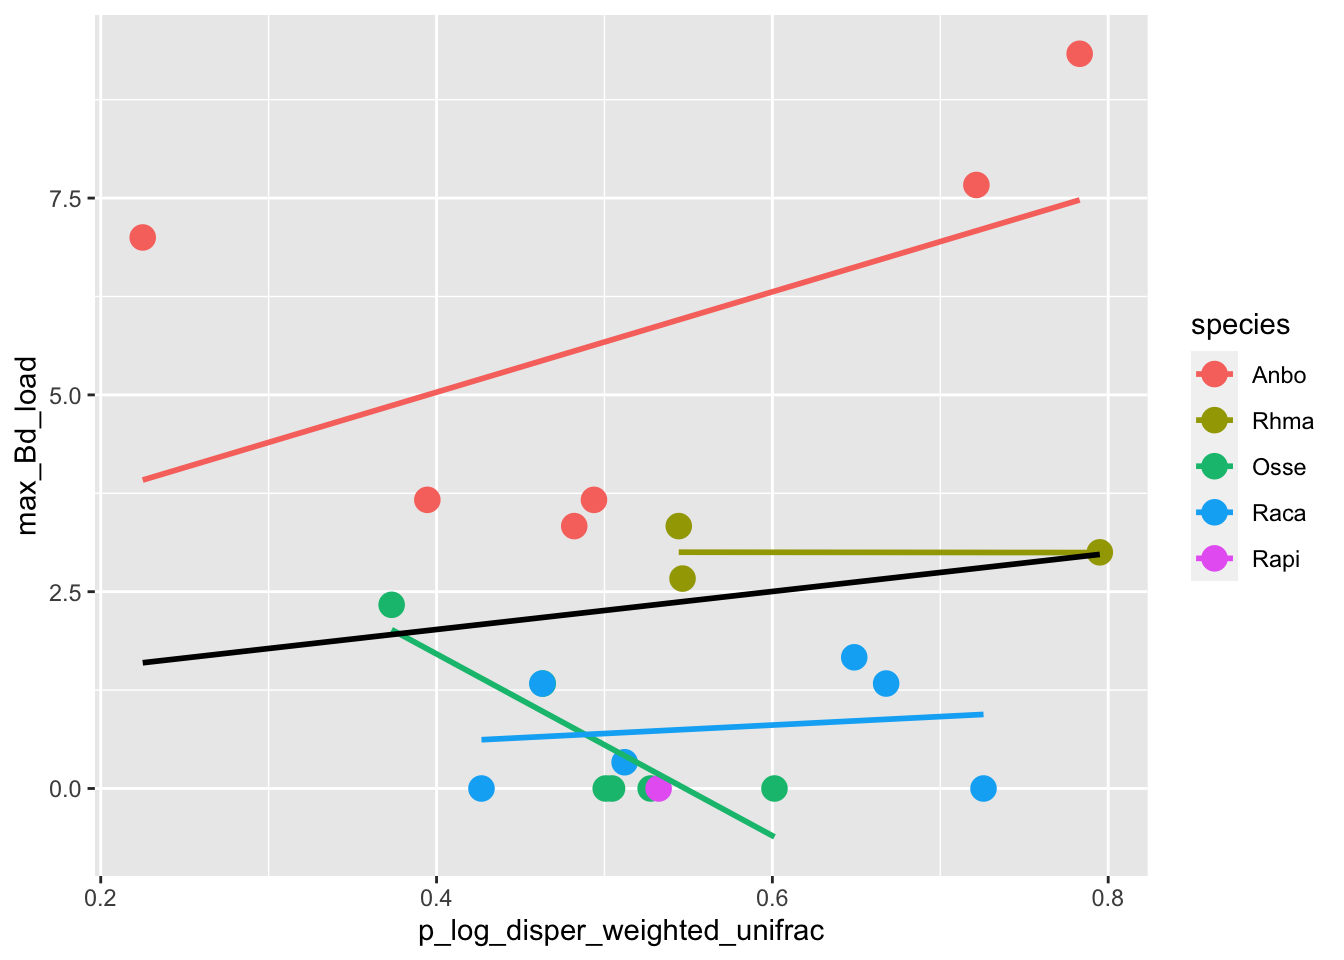 max_Bd_load
7.5
5.0
2.5
0.0
0.2 0.4 0.6 0.8
p_log_disper_weighted_unifrac
species
Anbo
Rhma
Osse
Raca
Rapi